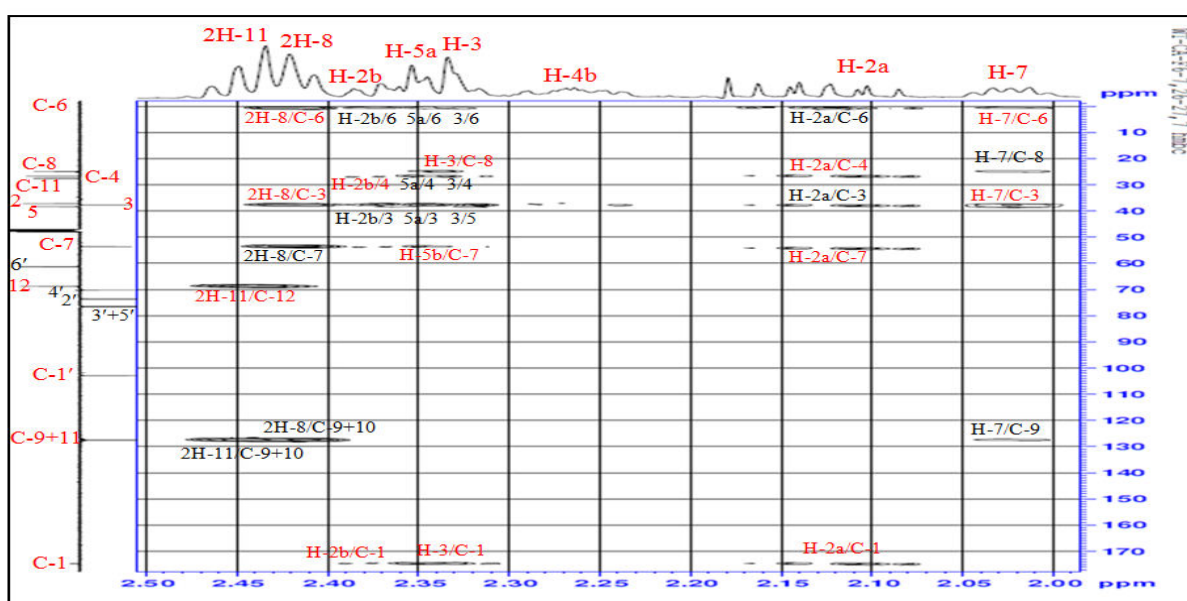 2H-11 2H-8 H-2b H-5a H-3 H-4b H-2a H-7
ppm
C-6
2H-8/C-6 H-2b/6 5a/6 3/6 H-2a/C-6 H-7/C-6
10
C-8 H-3/C-8 H-7/C-8
20
C-11 C-4 H-2b/4 5a/4 3/4 H-2a/C-4
30
2 5 3 2H-8/C-3 H-2a/C-3 H-7/C-3
H-2b/3 5a/3 3/5
40
C-7 2H-8/C-7 H-5b/C-7 H-2a/C-7
50
6′
60
12 4′ 2H-11/C-12
70
2′
3′+5′
80
90
C-1′
100
110
120
C-9+11 2H-8/C-9+10 H-7/C-9
2H-11/C-9+10
130
140
150
160
C-1 H-2b/C-1 H-3/C-1 H-2a/C-1
170
2.50 2.45 2.40 2.35 2.30 2.25 2.20 2.15 2.10 2.05 2.00 ppm